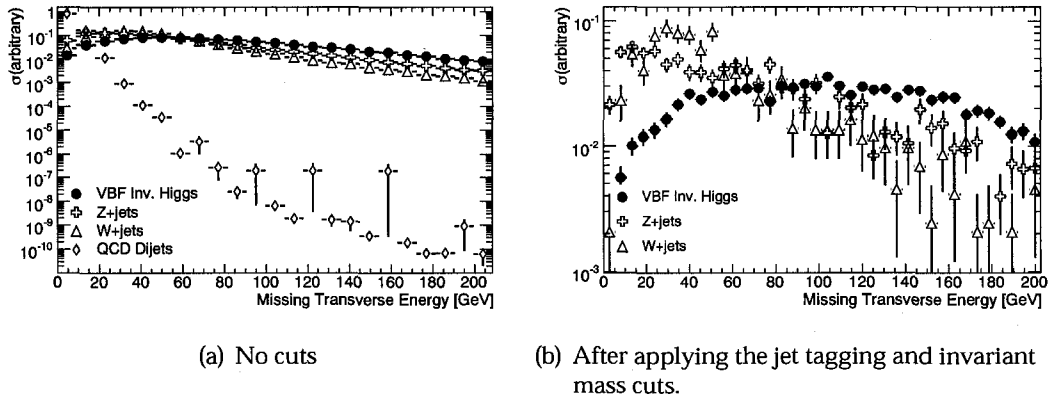 σ(arbitrary)
10⁻¹
10⁻²
10⁻³
10⁻⁴
10⁻⁵
10⁻⁶
10⁻⁷
10⁻⁸
10⁻⁹
10⁻¹⁰
VBF Inv. Higgs
Z+jets
W+jets
QCD Dijets
0 20 40 60 80 100 120 140 160 180 200
Missing Transverse Energy [GeV]
(a) No cuts
σ(arbitrary)
10⁻¹
10⁻²
10⁻³
VBF Inv. Higgs
Z+jets
W+jets
0 20 40 60 80 100 120 140 160 180 200
Missing Transverse Energy [GeV]
(b) After applying the jet tagging and invariant
mass cuts.